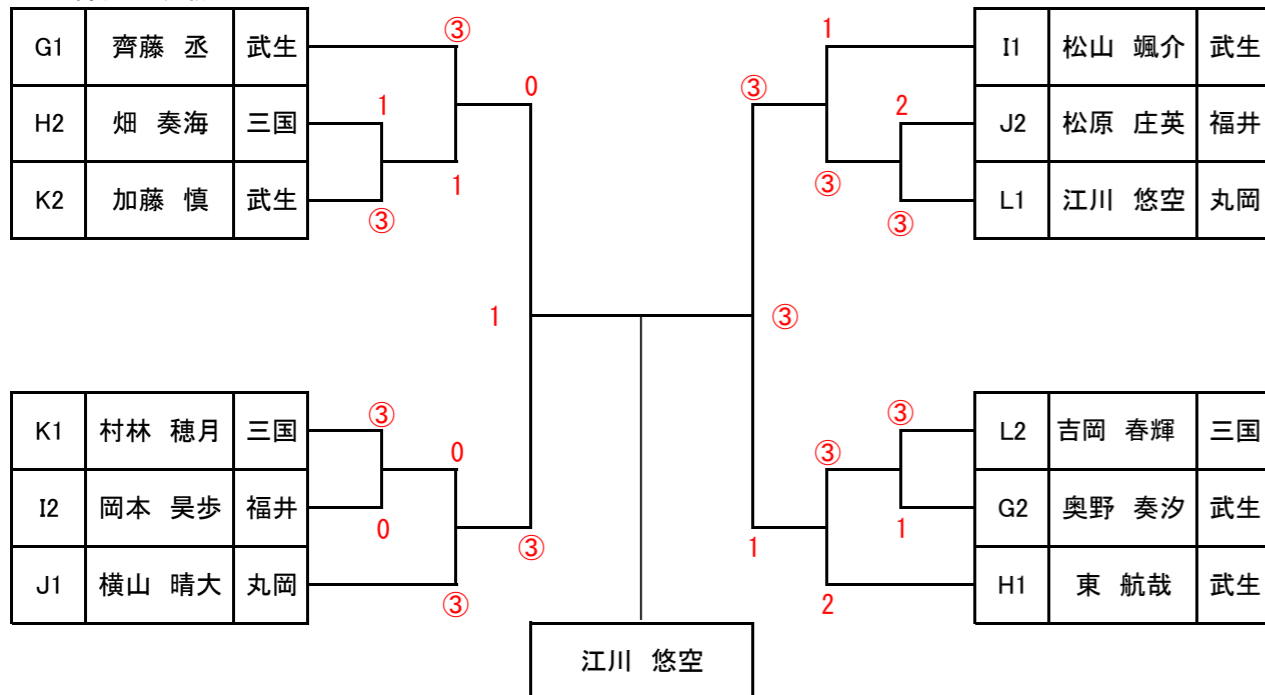 G1 齊藤 丞 武生
H2 畑 奏海 三国
K2 加藤 慎 武生
③
1
0
1
③
I1 松山 颯介 武生
J2 松原 庄英 福井
L1 江川 悠空 丸岡
1
③
2
③
③
1
③
K1 村林 穂月 三国
I2 岡本 昊歩 福井
J1 横山 晴大 丸岡
③
0
0
③
③
L2 吉岡 春輝 三国
G2 奥野 奏汐 武生
H1 東 航哉 武生
③
③
1
1
2
江川 悠空